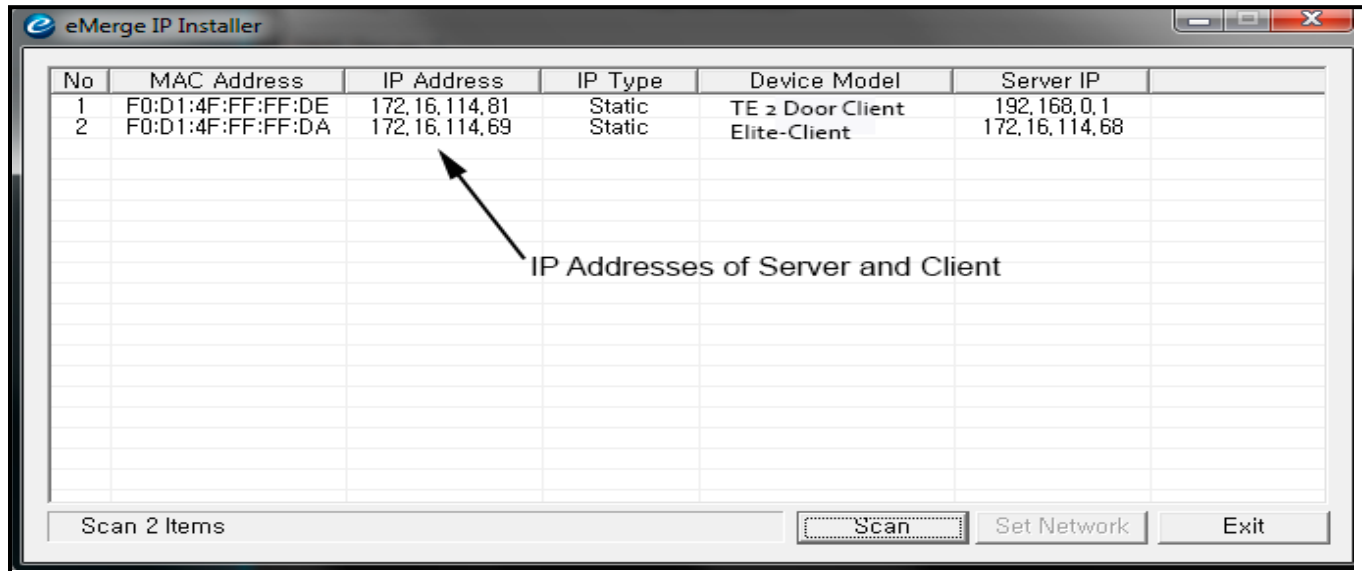 eMerge IP Installer
No MAC Address IP Address IP Type Device Model Server IP
1 F0:D1:4F:FF:FF:DE 172,16,114,81 Static TE 2 Door Client 192,168,0,1
2 F0:D1:4F:FF:FF:DA 172,16,114,69 Static Elite-Client 172,16,114,68
IP Addresses of Server and Client
Scan 2 Items Scan Set Network Exit